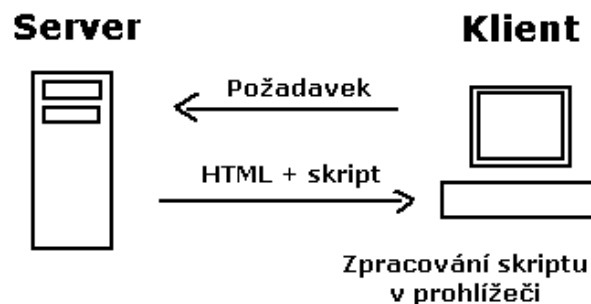 Server
Klient
Požadavek
HTML + skript
Zpracování skriptu
v prohlížeči